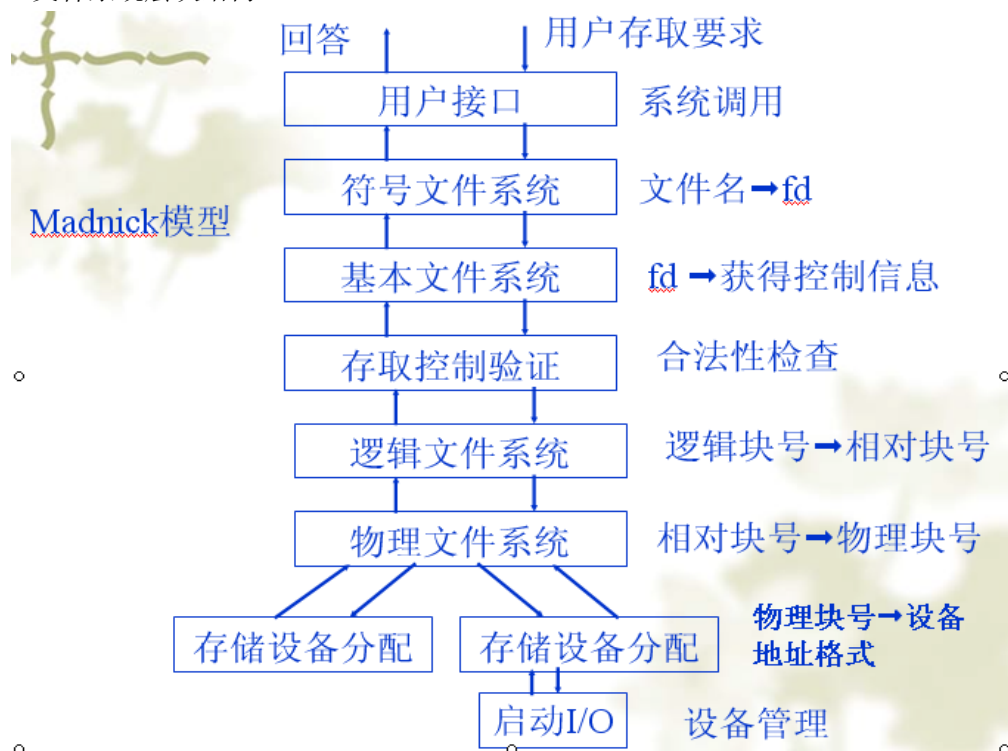 回答
用户存取要求
用户接口
系统调用
符号文件系统
文件名→fd
Madnick模型
基本文件系统
fd →获得控制信息
存取控制验证
合法性检查
逻辑文件系统
逻辑块号→相对块号
物理文件系统
相对块号→物理块号
存储设备分配
存储设备分配
物理块号→设备
地址格式
启动I/O
设备管理